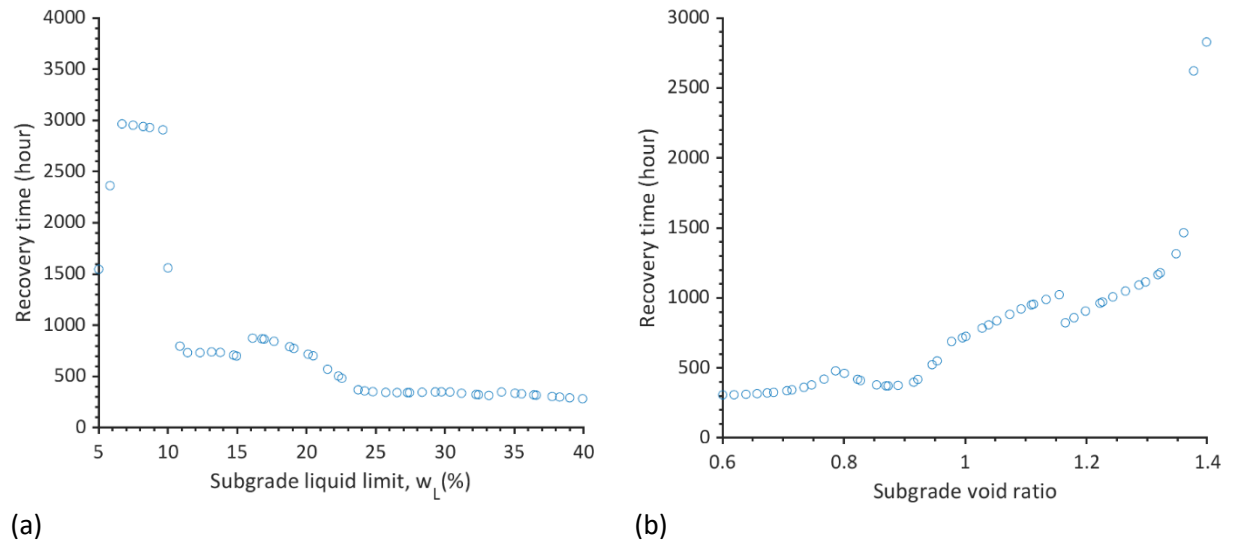 4000
3500
3000
2500
2000
1500
1000
500
0
Recovery time (hour)
5 10 15 20 25 30 35 40
Subgrade liquid limit, w_L(%)
(a)
3000
2500
2000
1500
1000
500
0
Recovery time (hour)
0.6 0.8 1 1.2 1.4
Subgrade void ratio
(b)